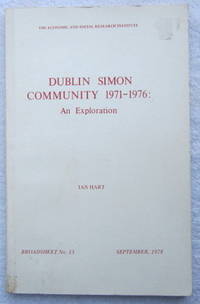 THE ECONOMIC AND SOCIAL RESEARCH INSTITUTE
DUBLIN SIMON
COMMUNITY 1971-1976:
An Exploration
IAN HART
BROADSHEET No. 15
SEPTEMBER, 1978